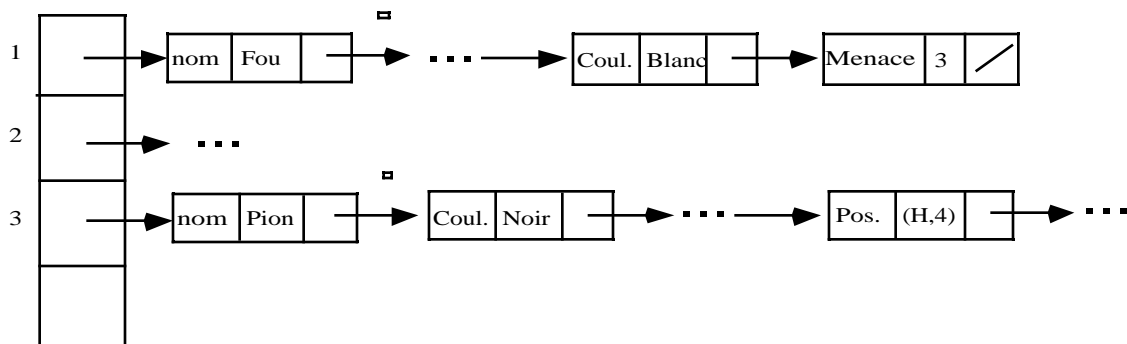 1 nom Fou ... Coul. Blanc Menace 3
2 ...
3 nom Pion Coul. Noir ... Pos. (H,4) ...